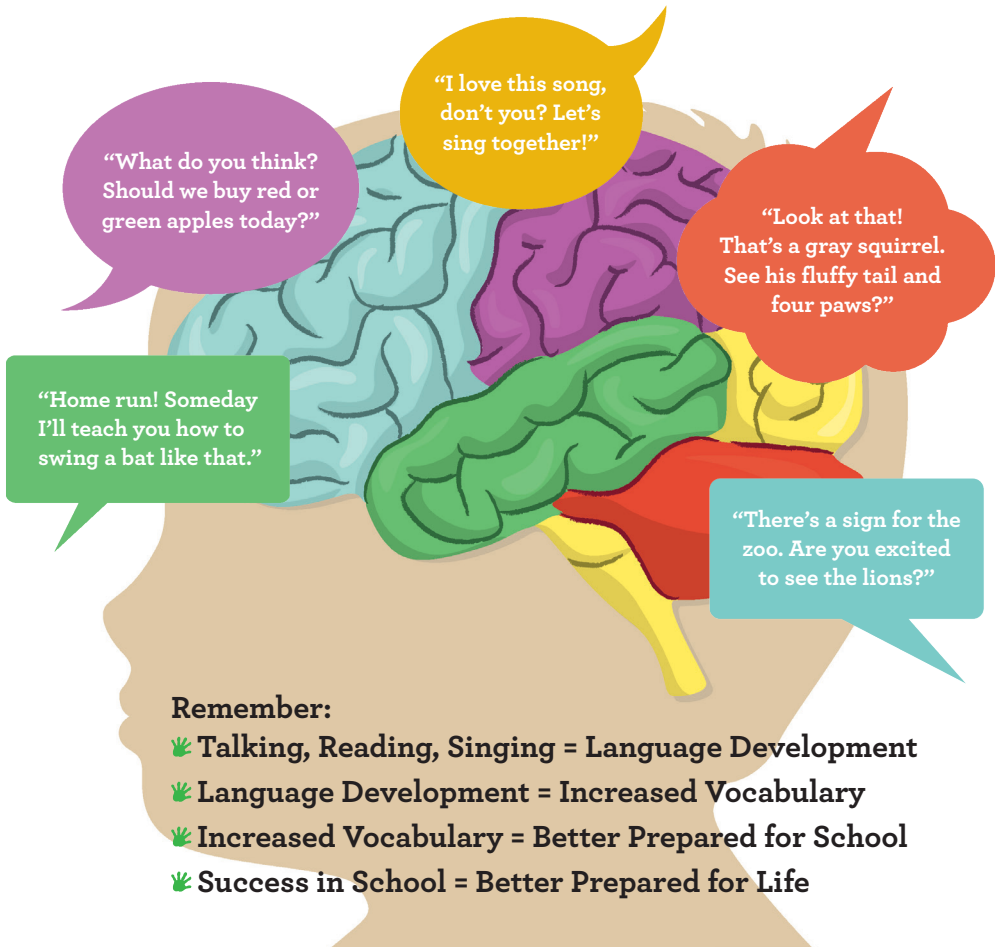 “I love this song,
don’t you? Let’s
sing together!”
“What do you think?
Should we buy red or
green apples today?”
“Look at that!
That’s a gray squirrel.
See his fluffy tail and
four paws?”
“Home run! Someday
I’ll teach you how to
swing a bat like that.”
“There’s a sign for the
zoo. Are you excited
to see the lions?”
Remember:
Talking, Reading, Singing = Language Development
Language Development = Increased Vocabulary
Increased Vocabulary = Better Prepared for School
Success in School = Better Prepared for Life